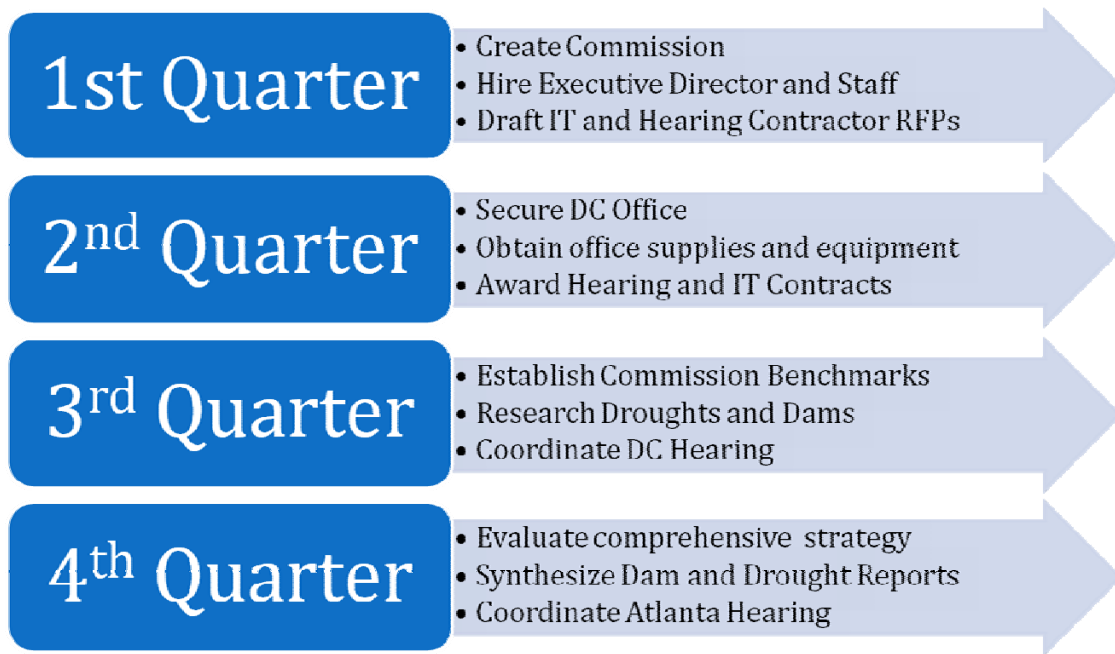 1st Quarter
• Create Commission
• Hire Executive Director and Staff
• Draft IT and Hearing Contractor RFPs
2nd Quarter
• Secure DC Office
• Obtain office supplies and equipment
• Award Hearing and IT Contracts
3rd Quarter
• Establish Commission Benchmarks
• Research Droughts and Dams
• Coordinate DC Hearing
4th Quarter
• Evaluate comprehensive strategy
• Synthesize Dam and Drought Reports
• Coordinate Atlanta Hearing